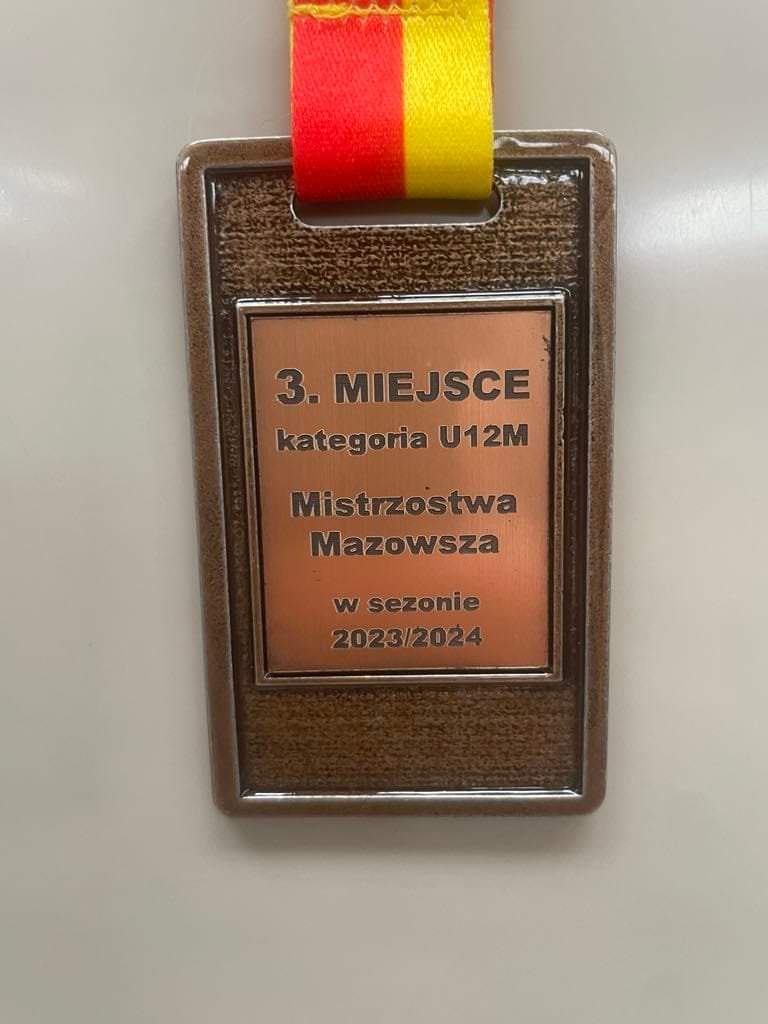 3. MIEJSCE
kategoria U12M
Mistrzostwa
Mazowsza
w sezonie
2023/2024